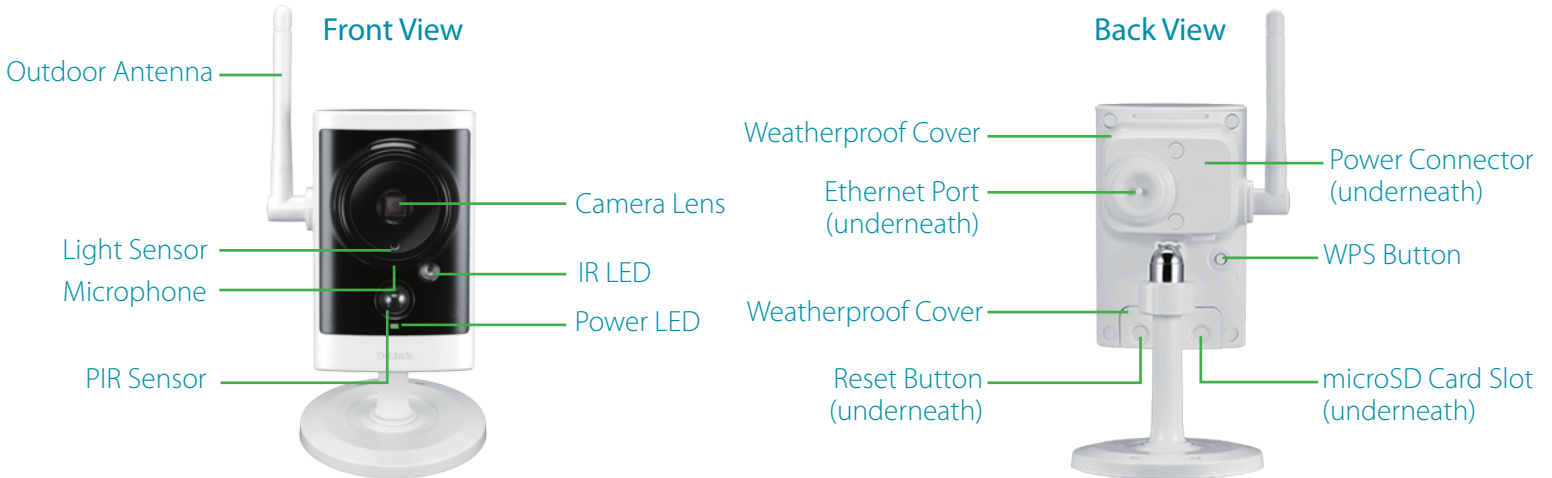 Front View
Outdoor Antenna
Camera Lens
Light Sensor
Microphone
IR LED
Power LED
PIR Sensor
D-Link
Back View
Weatherproof Cover
Ethernet Port
(underneath)
Power Connector
(underneath)
WPS Button
Weatherproof Cover
Reset Button
(underneath)
microSD Card Slot
(underneath)